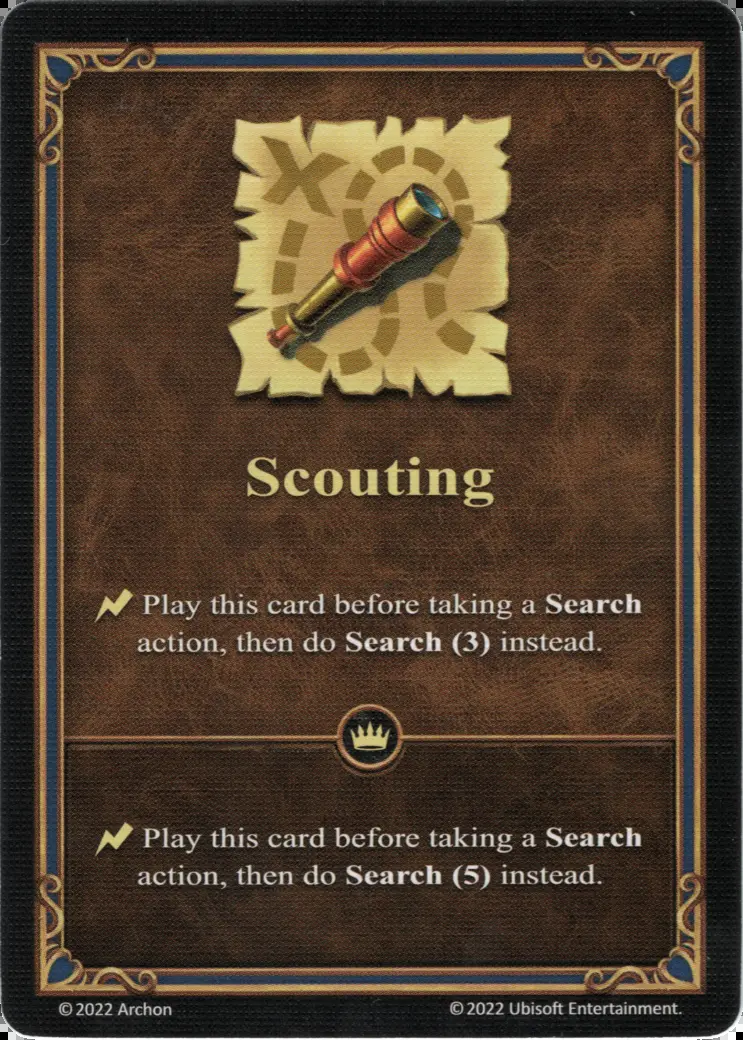 Scouting
Play this card before taking a Search
action, then do Search (3) instead.
Play this card before taking a Search
action, then do Search (5) instead.
© 2022 Archon
© 2022 Ubisoft Entertainment.